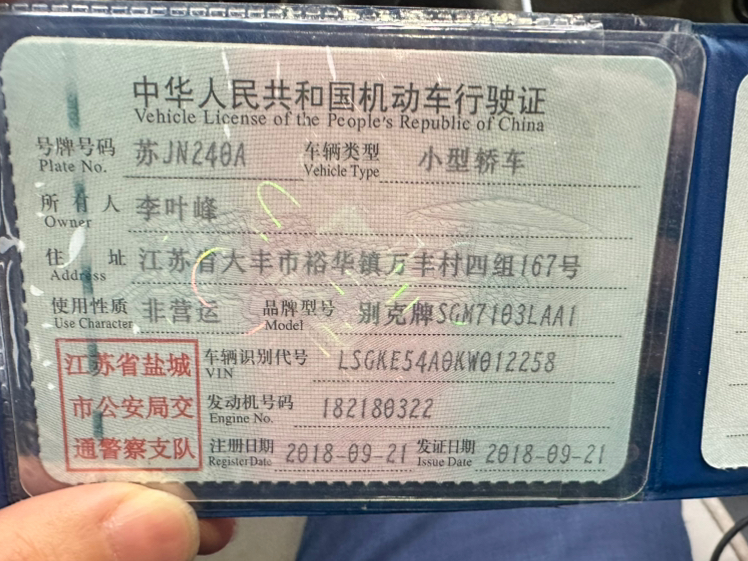 中华人民共和国机动车行驶证
Vehicle License of the People's Republic of China
号牌号码 苏JN240A 车辆类型 小型轿车
Plate No. Vehicle Type
所有人 李叶峰
Owner
住址 江苏省大丰市裕华镇万丰村四组167号
Address
使用性质 非营运 品牌型号 别克牌SGM7103LAA1
Use Character Model
江苏省盐城 车辆识别代号 LSGKE54A0KW012258
VIN
市公安局交 发动机号码 182180322
Engine No.
通警察支队 注册日期 2018-09-21 发证日期 2018-09-21
Register Date Issue Date